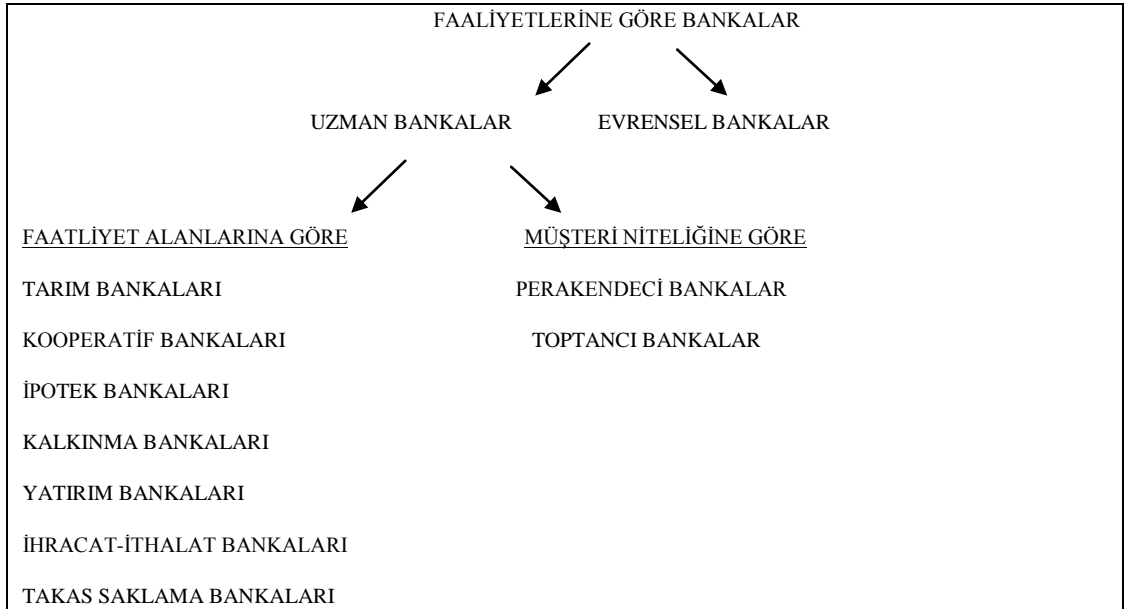 FAALİYETLERİNE GÖRE BANKALAR
UZMAN BANKALAR EVRENSEL BANKALAR
FAATLİYET ALANLARINA GÖRE MÜŞTERİ NİTELİĞİNE GÖRE
TARIM BANKALARI PERAKENDECİ BANKALAR
KOOPERATİF BANKALARI TOPTANCI BANKALAR
İPOTEK BANKALARI
KALKINMA BANKALARI
YATIRIM BANKALARI
İHRACAT-İTHALAT BANKALARI
TAKAS SAKLAMA BANKALARI